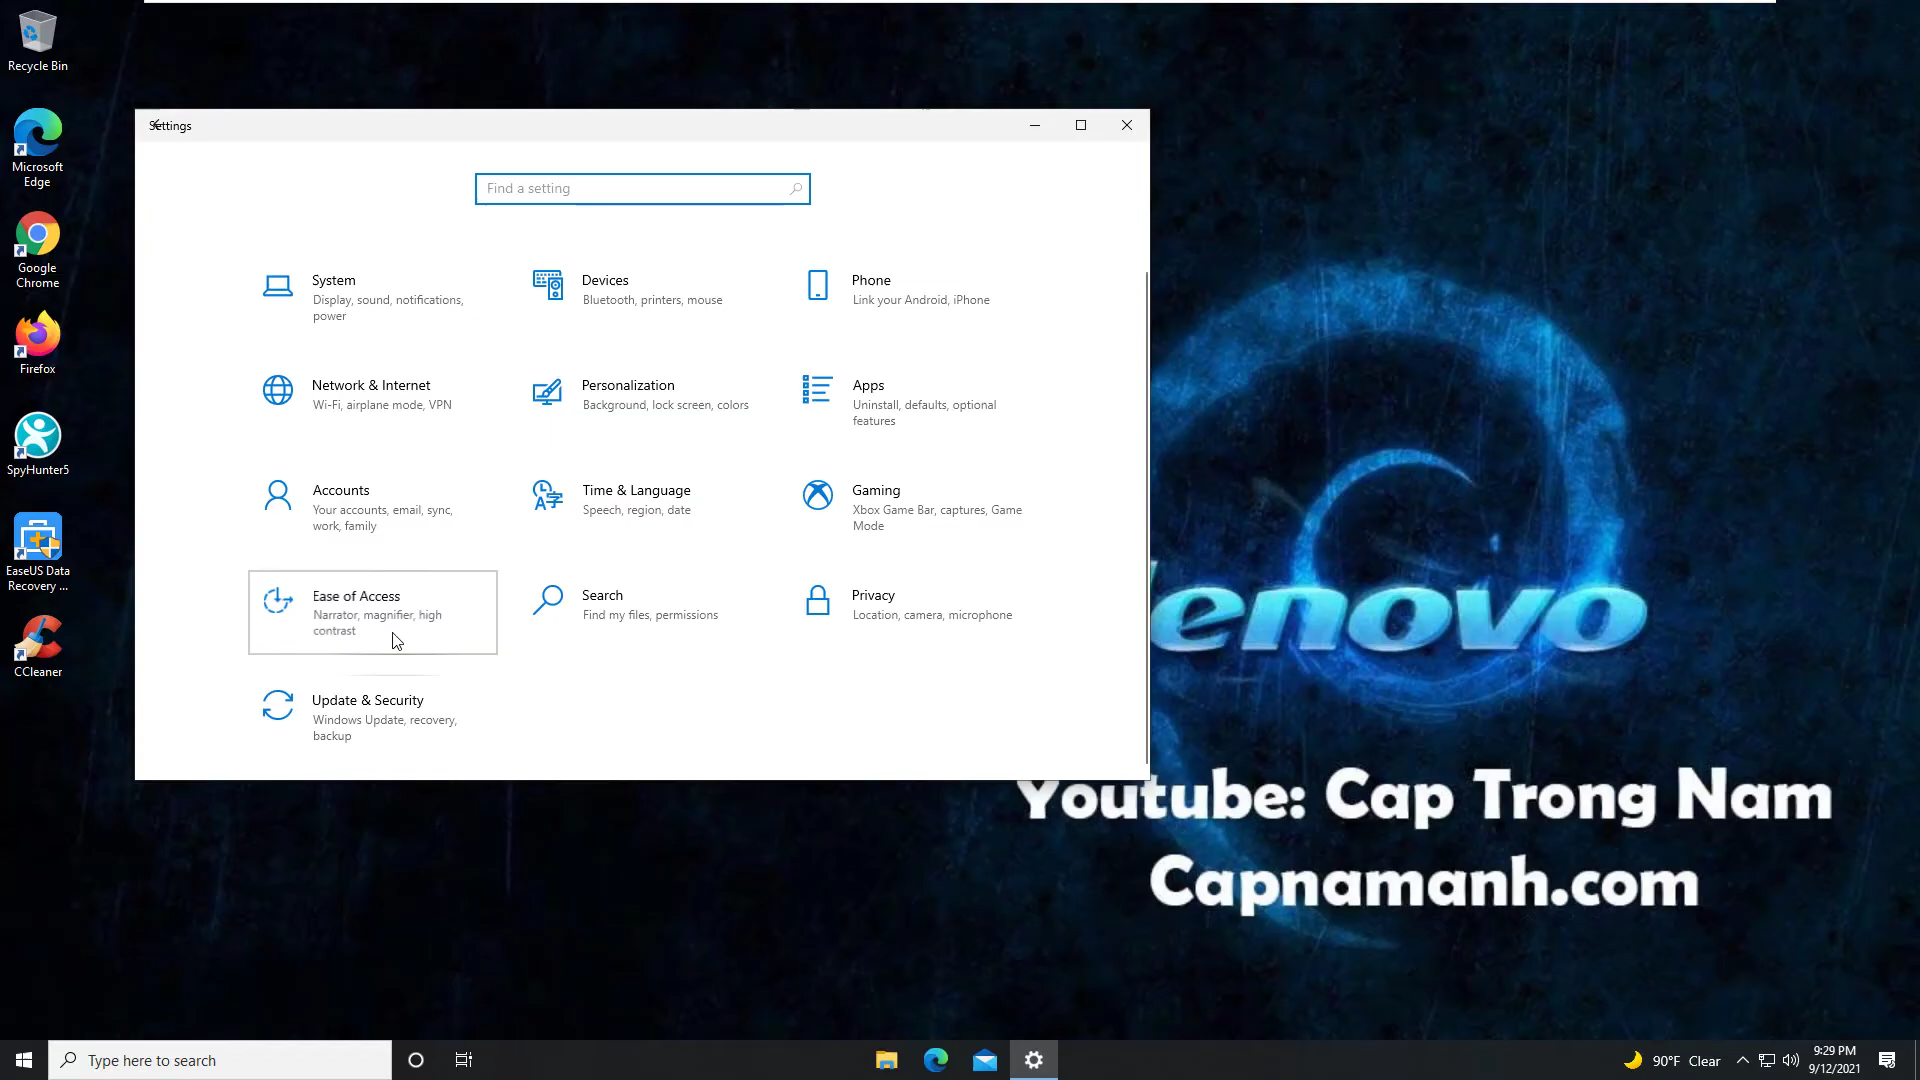 Recycle Bin
Microsoft
Edge
Google
Chrome
Firefox
SpyHunter5
EaseUS Data
Recovery ...
CCleaner
Settings
Find a setting
System
Display, sound, notifications,
power
Devices
Bluetooth, printers, mouse
Phone
Link your Android, iPhone
Network & Internet
Wi-Fi, airplane mode, VPN
Personalization
Background, lock screen, colors
Apps
Uninstall, defaults, optional
features
Accounts
Your accounts, email, sync,
work, family
Time & Language
Speech, region, date
Gaming
Xbox Game Bar, captures, Game
Mode
Ease of Access
Narrator, magnifier, high
contrast
Search
Find my files, permissions
Privacy
Location, camera, microphone
Update & Security
Windows Update, recovery,
backup
lenovo
Youtube: Cap Trong Nam
Capnamanh.com
Type here to search
90°F Clear
9:29 PM
9/12/2021